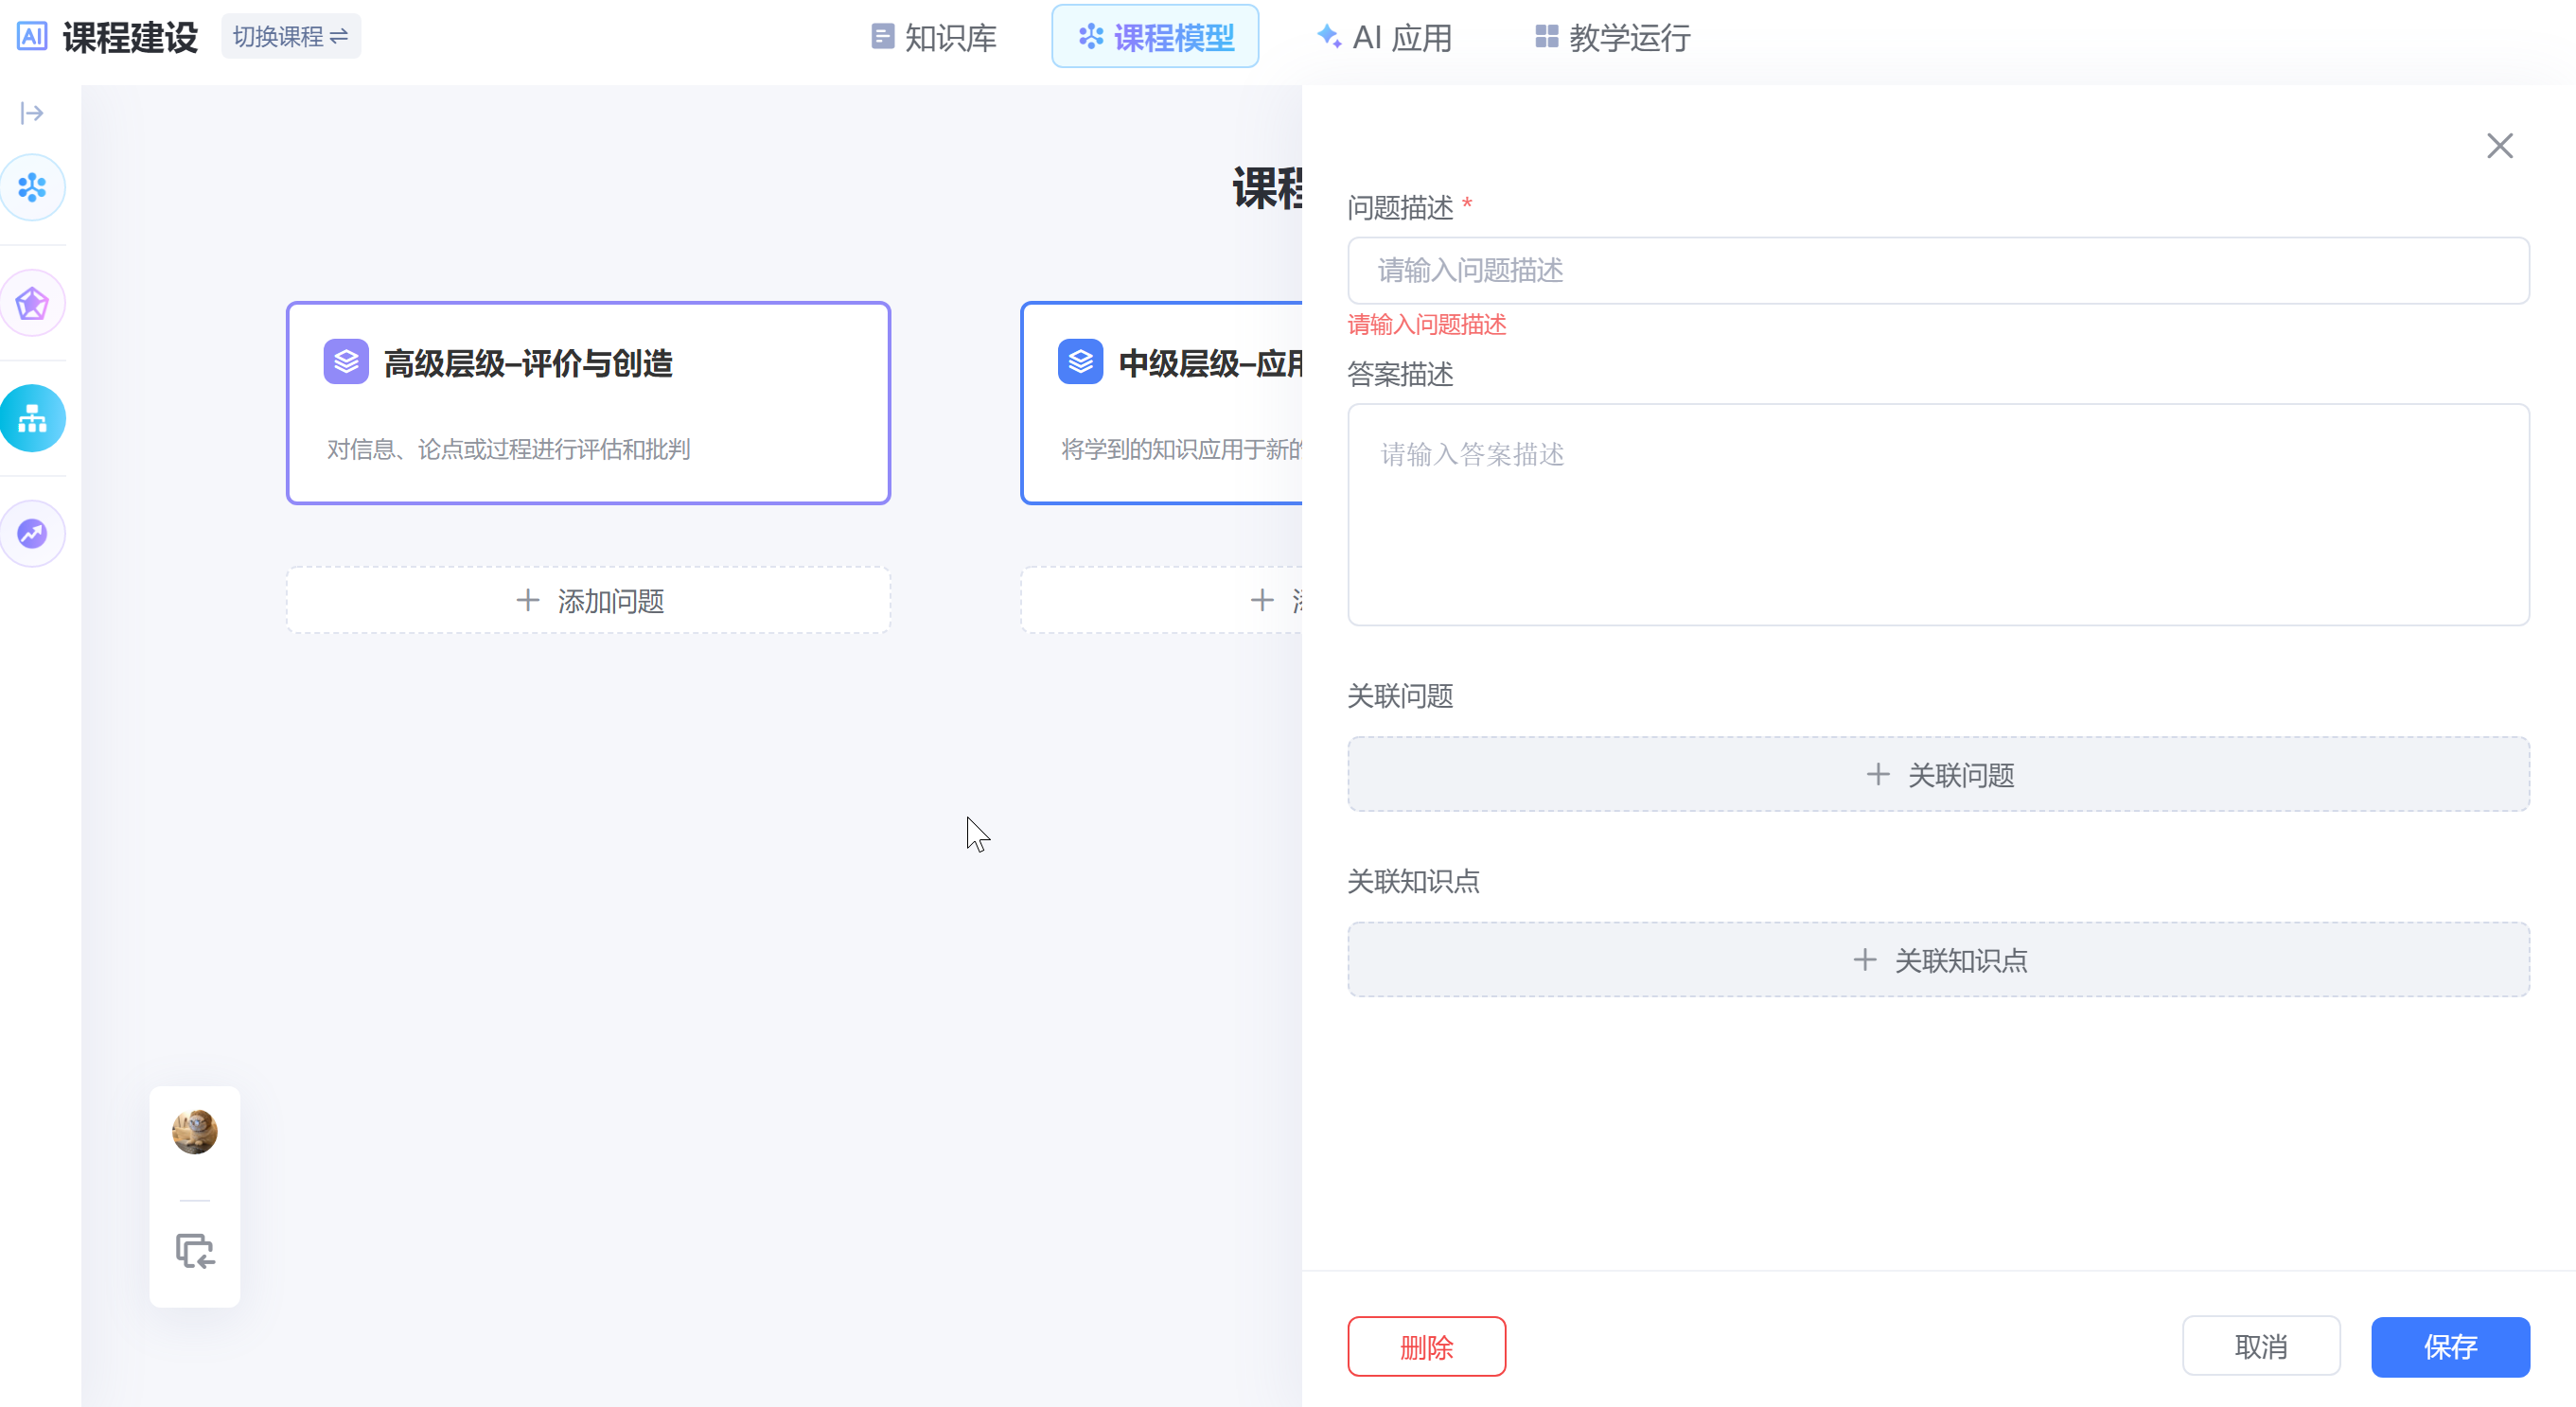 AI 课程建设 切换课程 知识库 课程模型 AI 应用 教学运行
课程
高级层级–评价与创造
对信息、论点或过程进行评估和批判
添加问题
中级层级–应用
将学到的知识应用于新的
问题描述 *
请输入问题描述
请输入问题描述
答案描述
请输入答案描述
关联问题
关联问题
关联知识点
关联知识点
删除 取消 保存